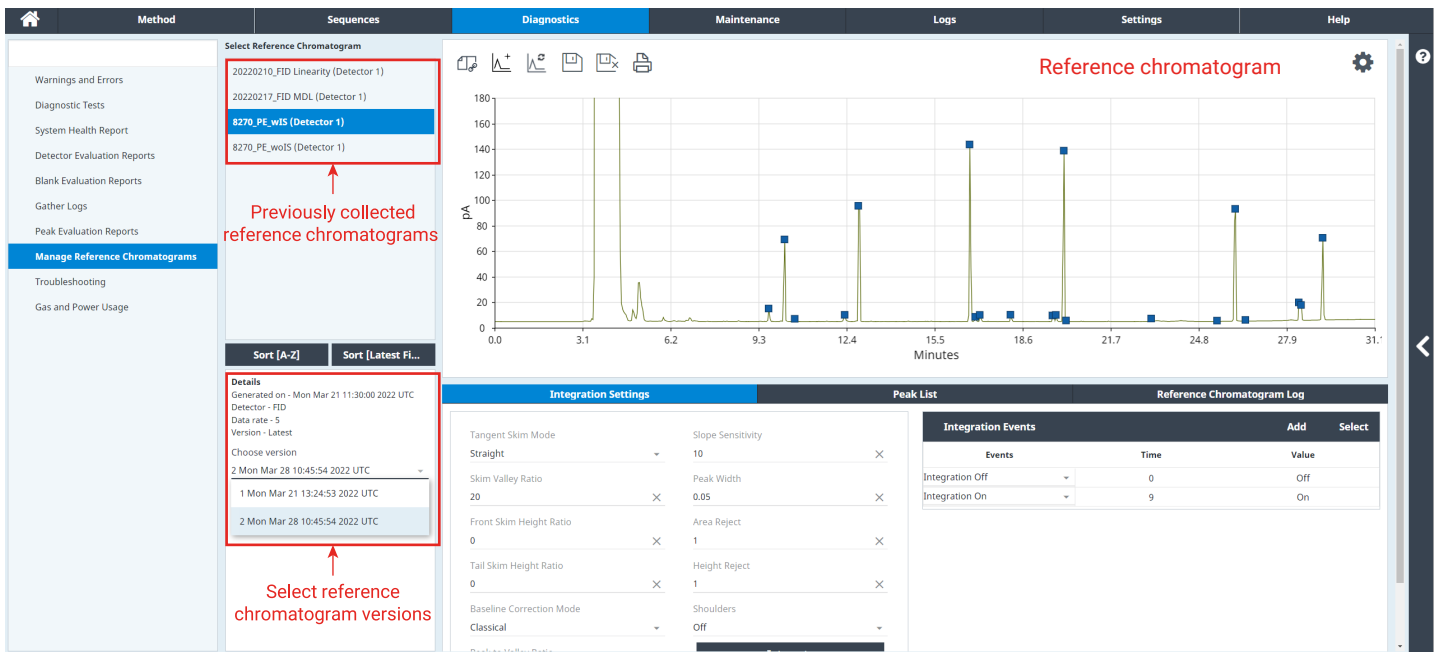 Method
Sequences
Diagnostics
Maintenance
Logs
Settings
Help
Warnings and Errors
Diagnostic Tests
System Health Report
Detector Evaluation Reports
Blank Evaluation Reports
Gather Logs
Peak Evaluation Reports
Manage Reference Chromatograms
Troubleshooting
Gas and Power Usage
Select Reference Chromatogram
20220210_FID Linearity (Detector 1)
20220217_FID MDL (Detector 1)
8270_PE_wIS (Detector 1)
8270_PE_woIS (Detector 1)
Previously collected
reference chromatograms
Sort [A-Z]
Sort [Latest Fi...
Details
Generated on - Mon Mar 21 11:30:00 2022 UTC
Detector - FID
Data rate - 5
Version - Latest
Choose version
2 Mon Mar 28 10:45:54 2022 UTC
1 Mon Mar 21 13:24:53 2022 UTC
2 Mon Mar 28 10:45:54 2022 UTC
Select reference
chromatogram versions
Reference chromatogram
?
pA
180
160
140
120
100
80
60
40
20
0
0.0
3.1
6.2
9.3
12.4
15.5
18.6
21.7
24.8
27.9
31.
Minutes
Integration Settings
Peak List
Reference Chromatogram Log
Tangent Skim Mode
Straight
Skim Valley Ratio
20
Front Skim Height Ratio
0
Tail Skim Height Ratio
0
Baseline Correction Mode
Classical
Slope Sensitivity
10
Peak Width
0.05
Area Reject
1
Height Reject
1
Shoulders
Off
Integration Events
Add
Select
Events
Time
Value
Integration Off
0
Off
Integration On
9
On